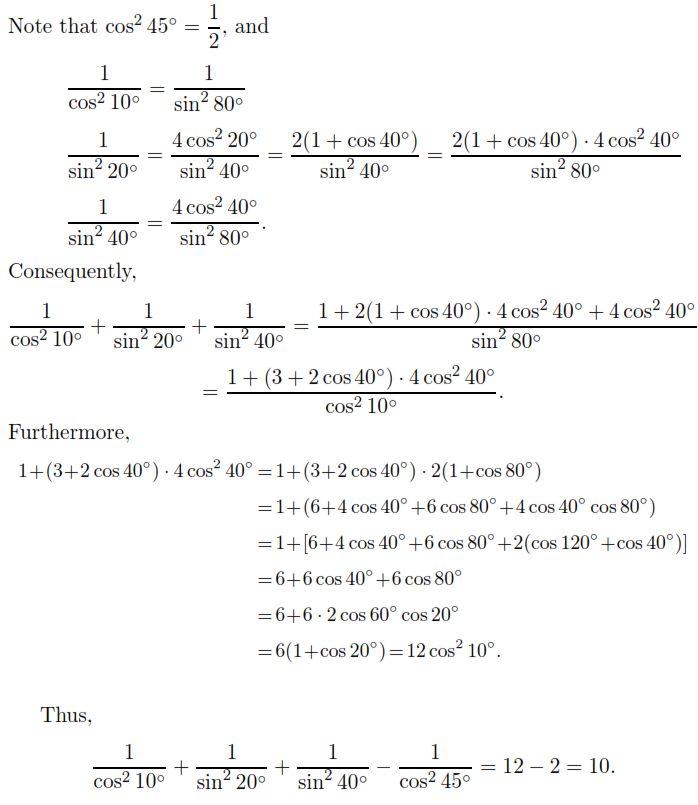 Note that cos² 45° = 1/2, and
1/cos² 10° = 1/sin² 80°
1/sin² 20° = 4 cos² 20°/sin² 40° = 2(1 + cos 40°)/sin² 40° = 2(1 + cos 40°) · 4 cos² 40°/sin² 80°
1/sin² 40° = 4 cos² 40°/sin² 80°.
Consequently,
1/cos² 10° + 1/sin² 20° + 1/sin² 40° = 1 + 2(1 + cos 40°) · 4 cos² 40° + 4 cos² 40°/sin² 80°
= 1 + (3 + 2 cos 40°) · 4 cos² 40°/cos² 10°.
Furthermore,
1+(3+2 cos 40°) · 4 cos² 40° =1+(3+2 cos 40°) · 2(1+cos 80°)
=1+(6+4 cos 40°+6 cos 80°+4 cos 40° cos 80°)
=1+[6+4 cos 40°+6 cos 80°+2(cos 120°+cos 40°)]
=6+6 cos 40°+6 cos 80°
=6+6 · 2 cos 60° cos 20°
=6(1+cos 20°)=12 cos² 10°.
Thus,
1/cos² 10° + 1/sin² 20° + 1/sin² 40° − 1/cos² 45° = 12 − 2 = 10.